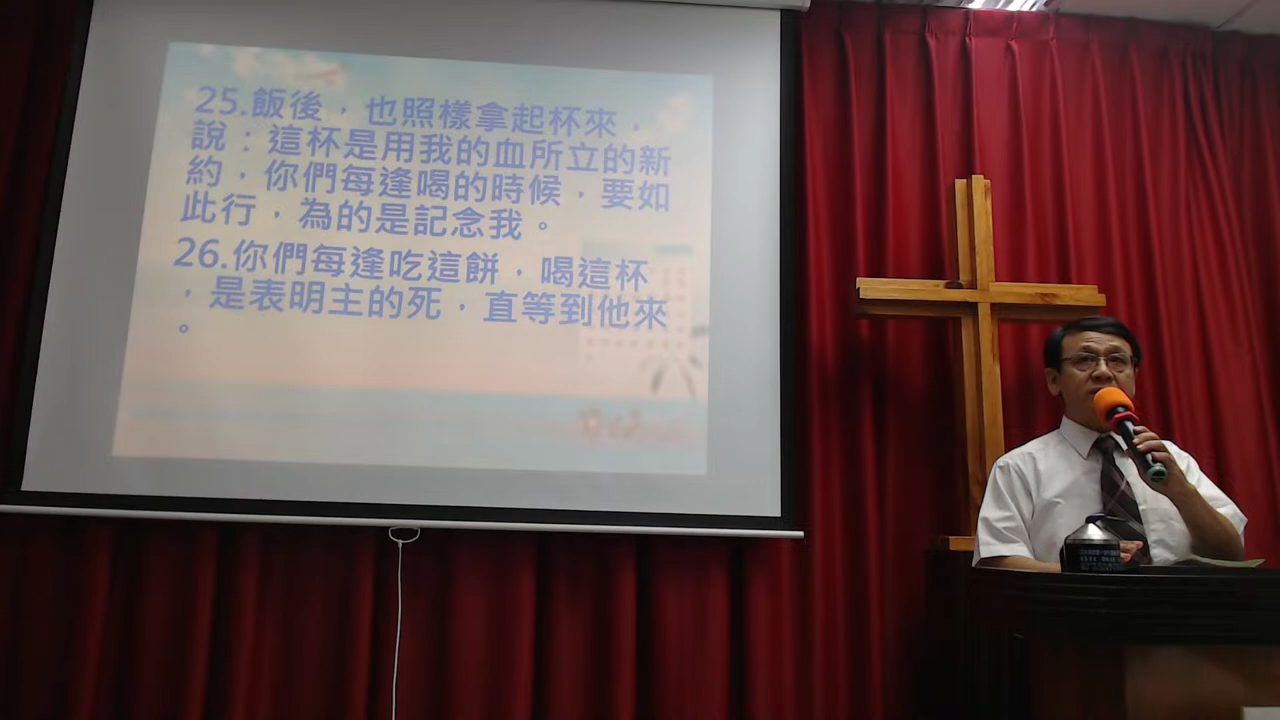 25.飯後，也照樣拿起杯來，
說：這杯是用我的血所立的新
約，你們每逢喝的時候，要如
此行，為的是記念我。
26.你們每逢吃這餅，喝這杯
，是表明主的死，直等到他來
。